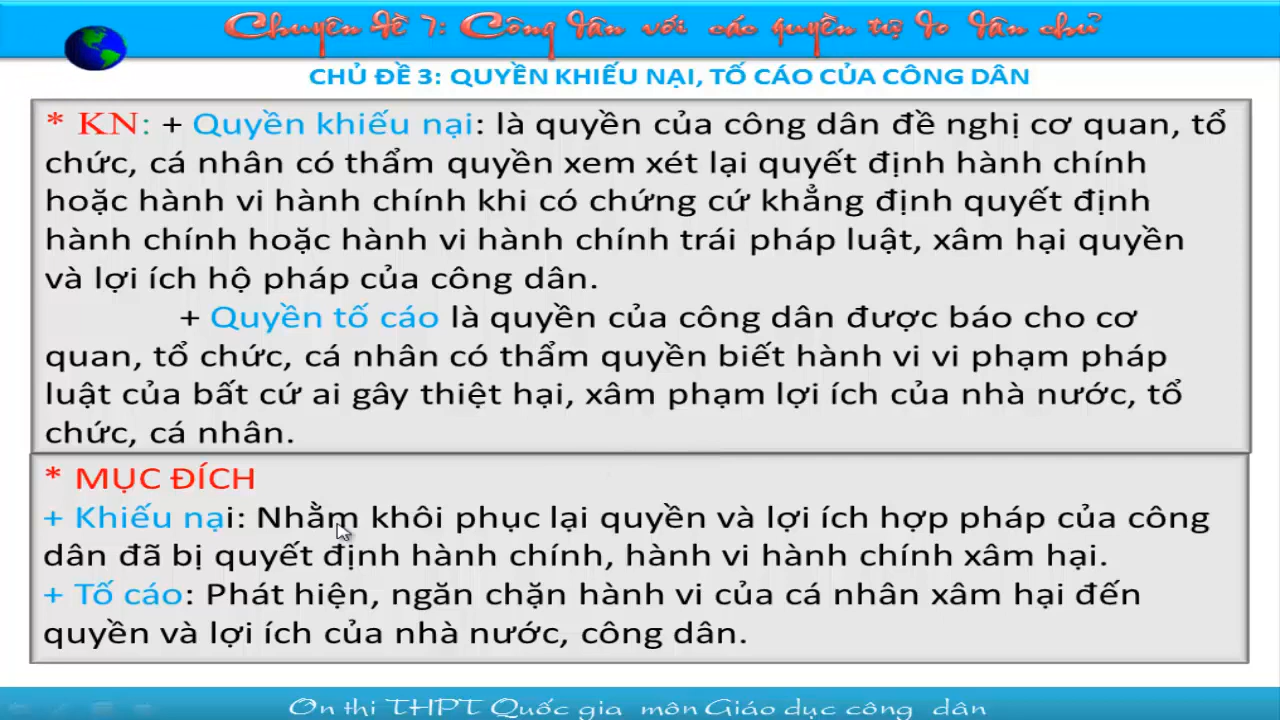 Chuyên đề 7: Công dân với các quyền tự do dân chủ
CHỦ ĐỀ 3: QUYỀN KHIẾU NẠI, TỐ CÁO CỦA CÔNG DÂN
* KN: + Quyền khiếu nại: là quyền của công dân đề nghị cơ quan, tổ
chức, cá nhân có thẩm quyền xem xét lại quyết định hành chính
hoặc hành vi hành chính khi có chứng cứ khẳng định quyết định
hành chính hoặc hành vi hành chính trái pháp luật, xâm hại quyền
và lợi ích hộ pháp của công dân.
+ Quyền tố cáo là quyền của công dân được báo cho cơ
quan, tổ chức, cá nhân có thẩm quyền biết hành vi vi phạm pháp
luật của bất cứ ai gây thiệt hại, xâm phạm lợi ích của nhà nước, tổ
chức, cá nhân.
* MỤC ĐÍCH
+ Khiếu nại: Nhằm khôi phục lại quyền và lợi ích hợp pháp của công
dân đã bị quyết định hành chính, hành vi hành chính xâm hại.
+ Tố cáo: Phát hiện, ngăn chặn hành vi của cá nhân xâm hại đến
quyền và lợi ích của nhà nước, công dân.
Ôn thi THPT Quốc gia môn Giáo dục công dân